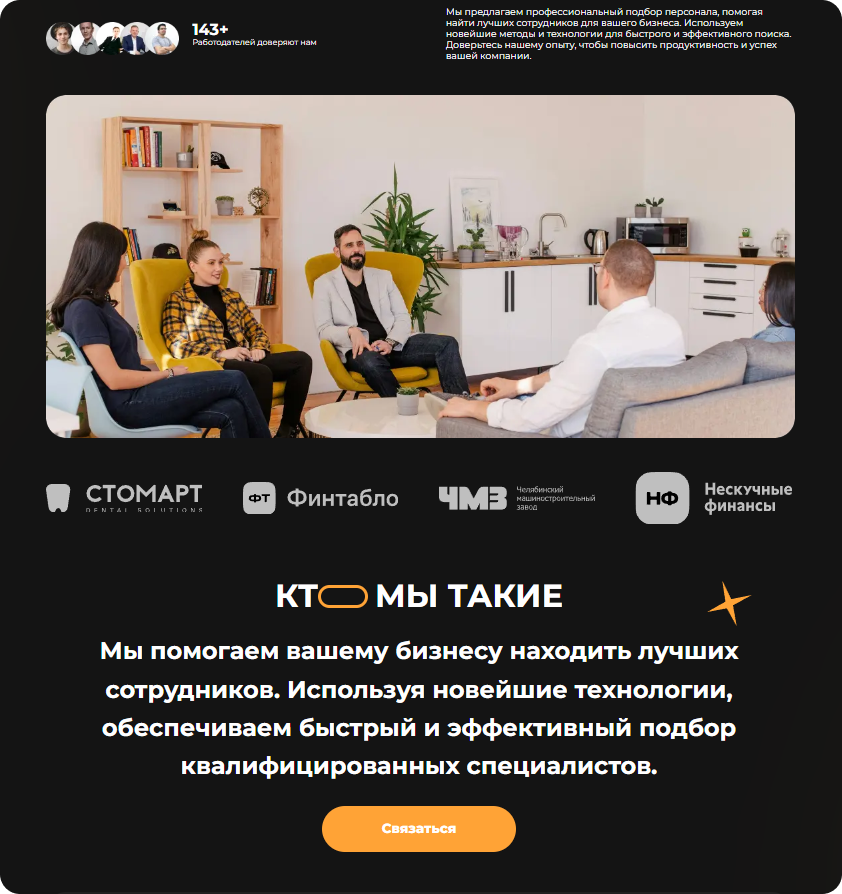 143+
Работодателей доверяют нам
Мы предлагаем профессиональный подбор персонала, помогая
найти лучших сотрудников для вашего бизнеса. Используем
новейшие методы и технологии для быстрого и эффективного поиска.
Доверьтесь нашему опыту, чтобы повысить продуктивность и успех
вашей компании.
СТОМАРТ
DENTAL SOLUTIONS
ФТ Финтабло
ЧМЗ
Челябинский
машиностроительный
завод
НФ
Нескучные
финансы
КТО МЫ ТАКИЕ
Мы помогаем вашему бизнесу находить лучших
сотрудников. Используя новейшие технологии,
обеспечиваем быстрый и эффективный подбор
квалифицированных специалистов.
Связаться